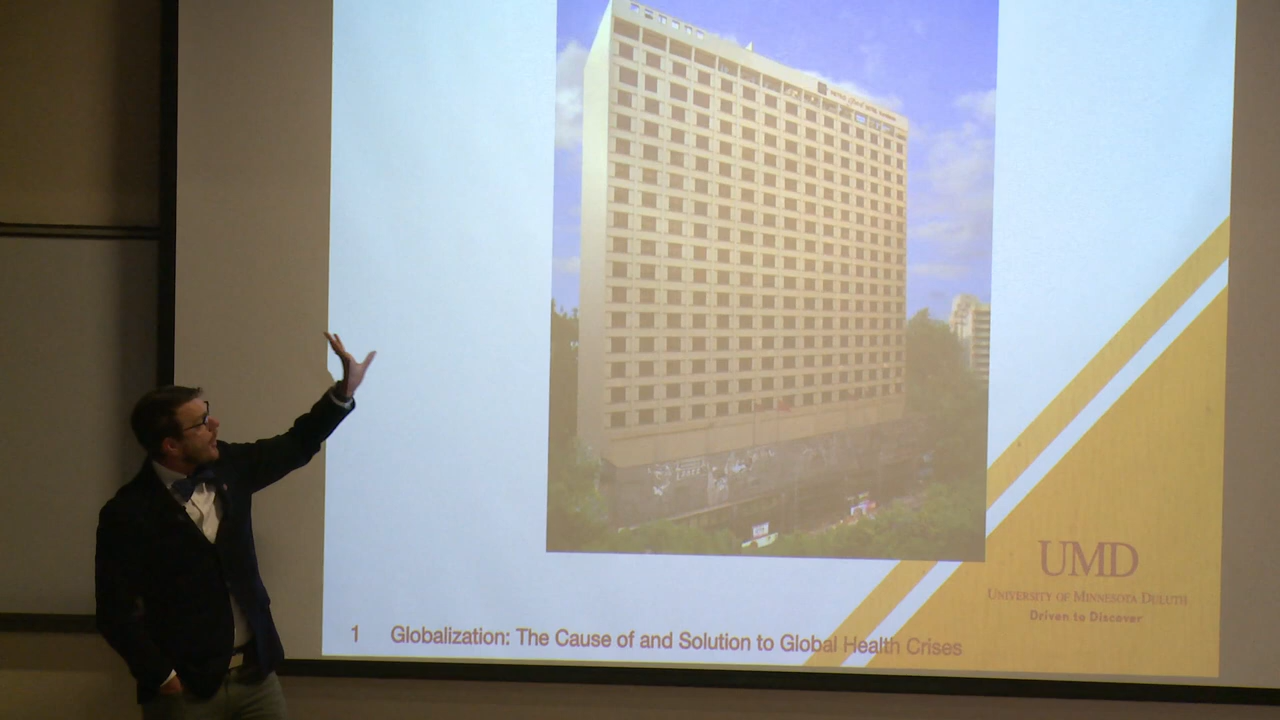 UMD
UNIVERSITY OF MINNESOTA DULUTH
Driven to Discover
1 Globalization: The Cause of and Solution to Global Health Crises